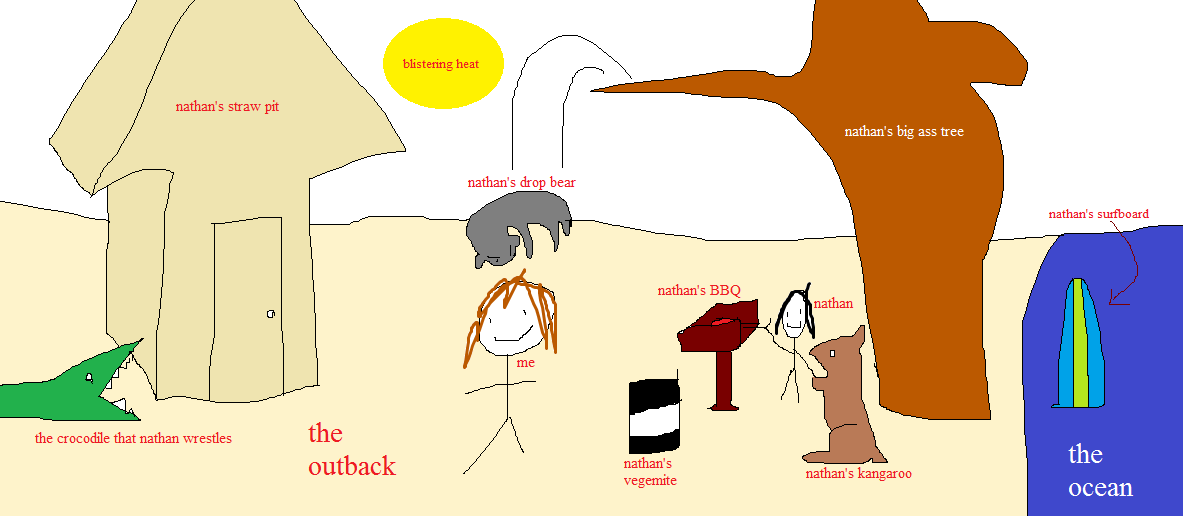 blistering heat
nathan's straw pit
nathan's big ass tree
nathan's drop bear
nathan's surfboard
nathan's BBQ
nathan
me
the crocodile that nathan wrestles
the
outback
nathan's
vegemite
nathan's kangaroo
the
ocean